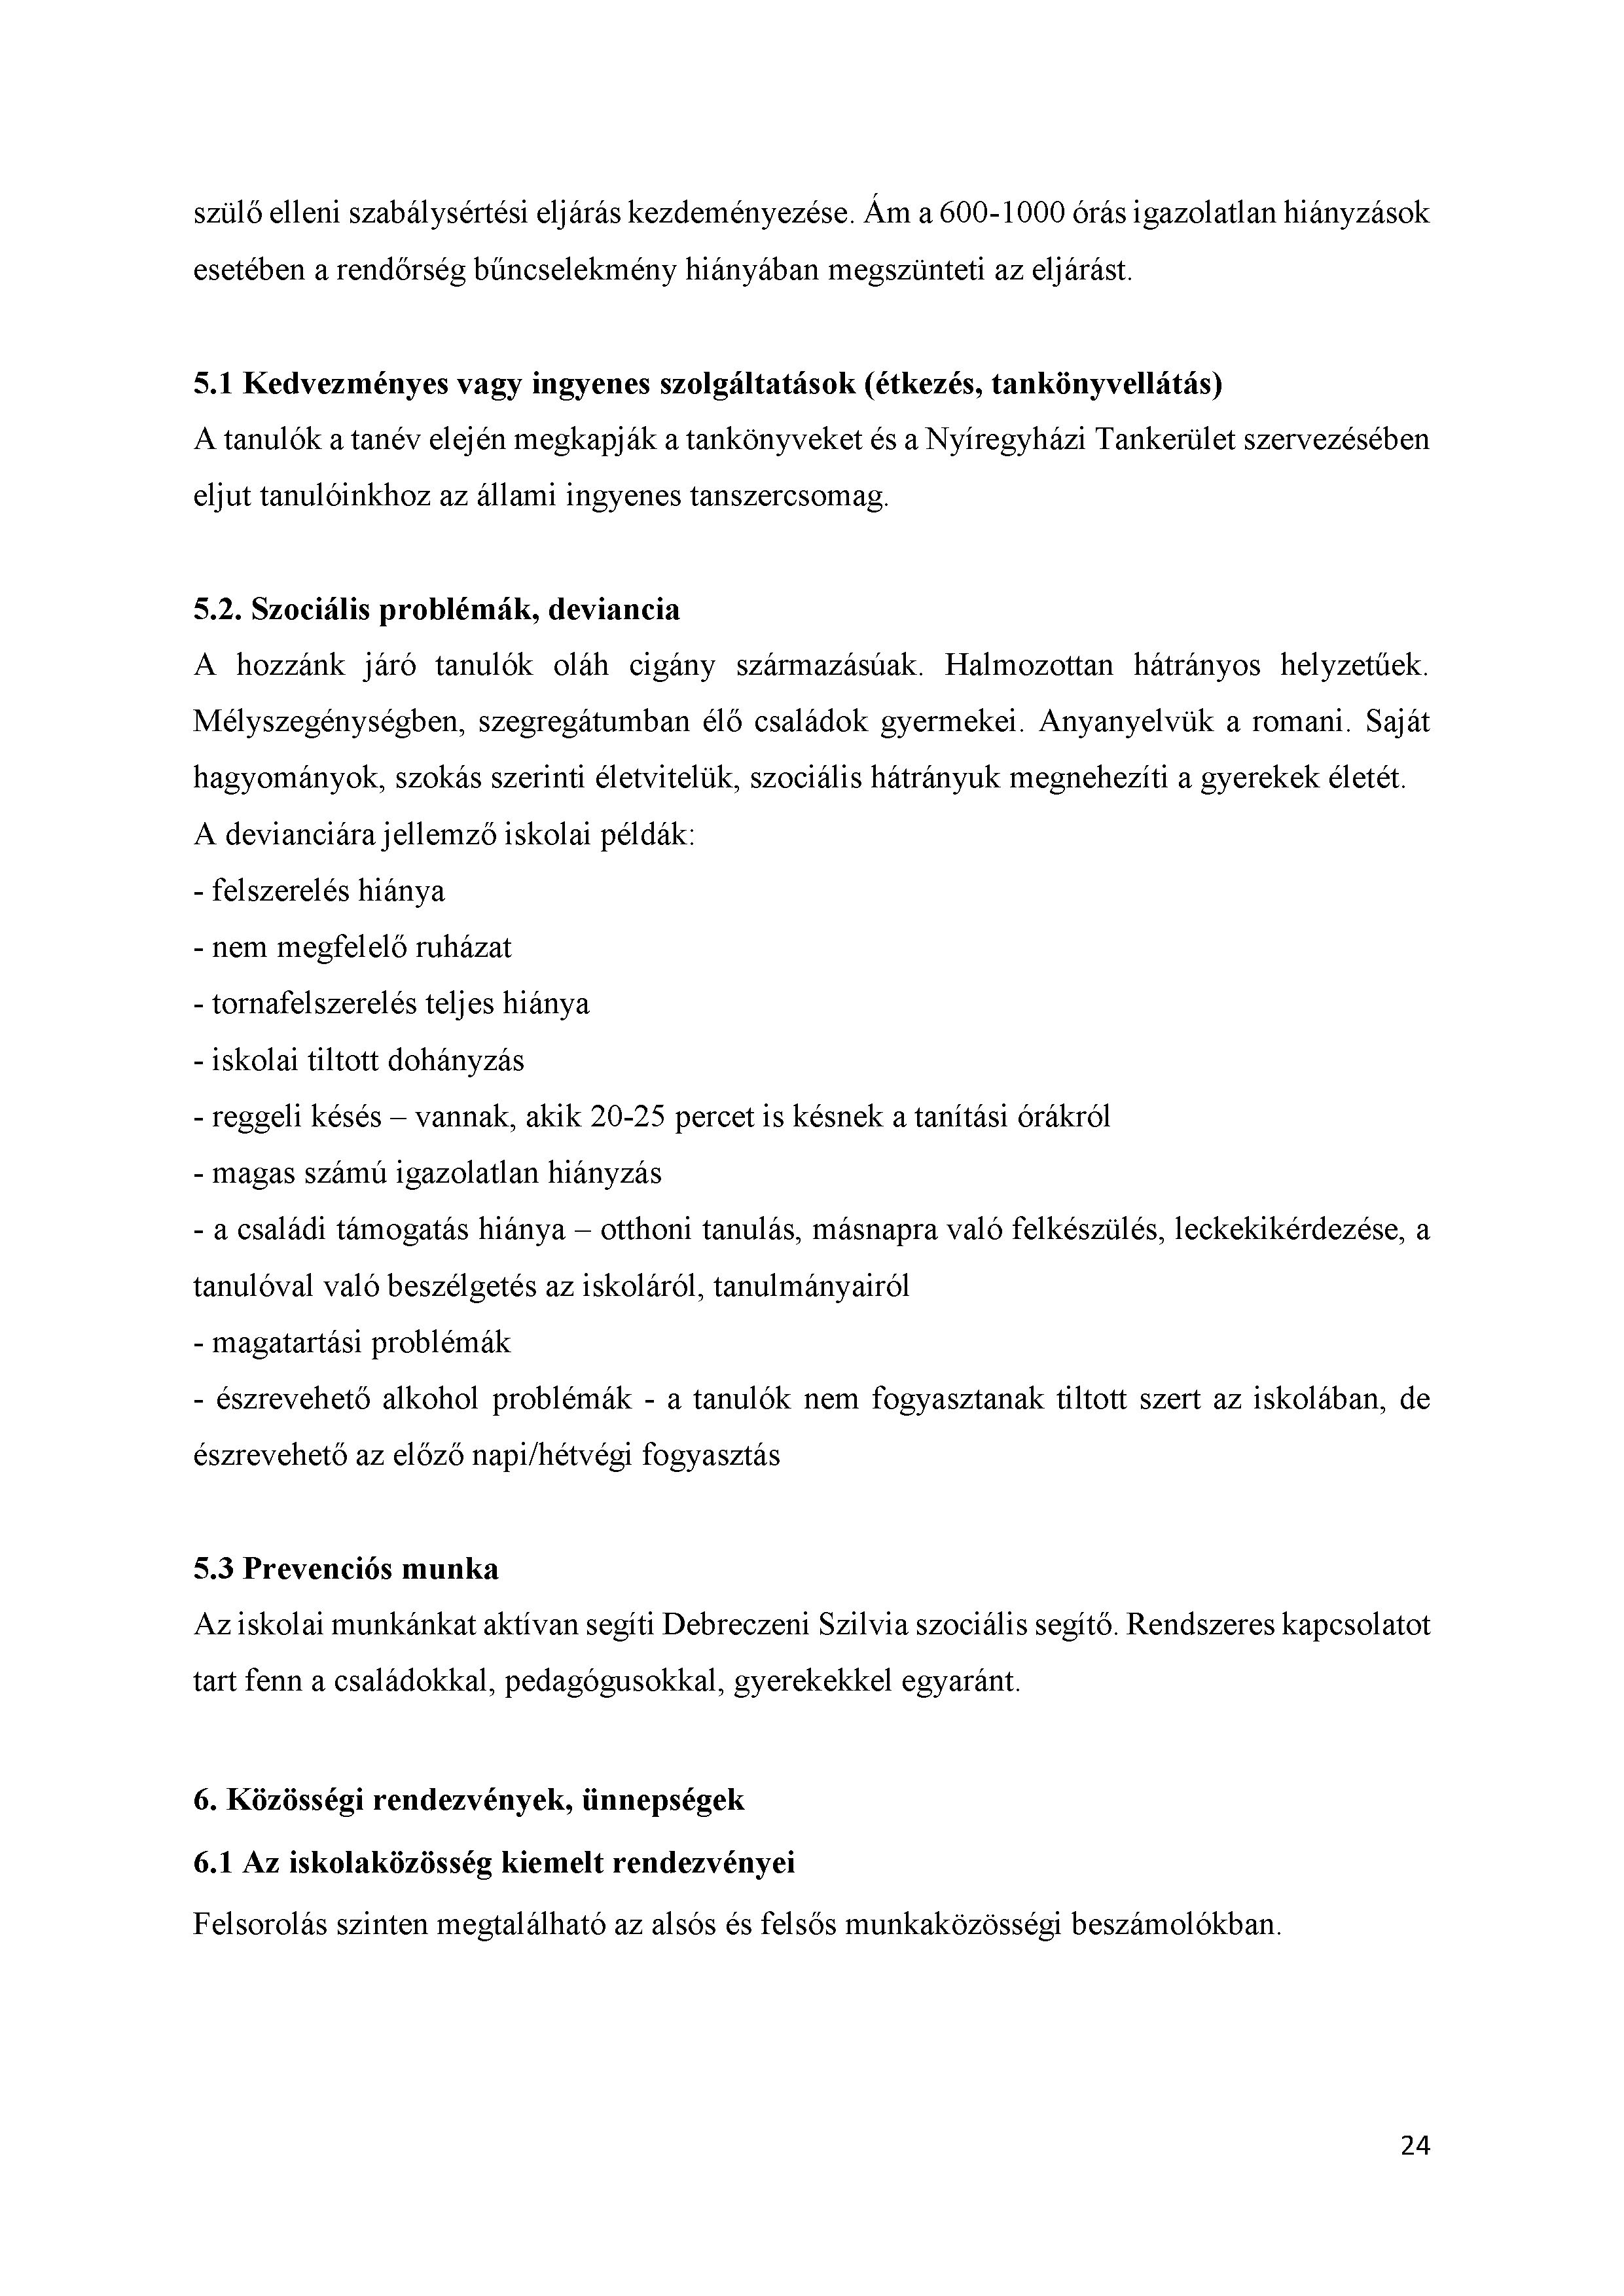 szülő elleni szabálysértési eljárás kezdeményezése. Ám a 600-1000 órás igazolatlan hiányzások
esetében a rendőrség bűncselekmény hiányában megszünteti az eljárást.
5.1 Kedvezményes vagy ingyenes szolgáltatások (étkezés, tankönyvellátás)
A tanulók a tanév elején megkapják a tankönyveket és a Nyíregyházi Tankerület szervezésében
eljut tanulóinkhoz az állami ingyenes tanszercsomag.
5.2. Szociális problémák, deviancia
A hozzánk járó tanulók oláh cigány származásúak. Halmozottan hátrányos helyzetűek.
Mélyszegénységben, szegregátumban élő családok gyermekei. Anyanyelvük a romani. Saját
hagyományok, szokás szerinti életvitelük, szociális hátrányuk megnehezíti a gyerekek életét.
A devianciára jellemző iskolai példák:
- felszerelés hiánya
- nem megfelelő ruházat
- tornafelszerelés teljes hiánya
- iskolai tiltott dohányzás
- reggeli késés – vannak, akik 20-25 percet is késnek a tanítási órákról
- magas számú igazolatlan hiányzás
- a családi támogatás hiánya – otthoni tanulás, másnapra való felkészülés, leckekikérdezése, a
tanulóval való beszélgetés az iskoláról, tanulmányairól
- magatartási problémák
- észrevehető alkohol problémák - a tanulók nem fogyasztanak tiltott szert az iskolában, de
észrevehető az előző napi/hétvégi fogyasztás
5.3 Prevenciós munka
Az iskolai munkánkat aktívan segíti Debreczeni Szilvia szociális segítő. Rendszeres kapcsolatot
tart fenn a családokkal, pedagógusokkal, gyerekekkel egyaránt.
6. Közösségi rendezvények, ünnepségek
6.1 Az iskolaközösség kiemelt rendezvényei
Felsorolás szinten megtalálható az alsós és felsős munkaközösségi beszámolókban.
24